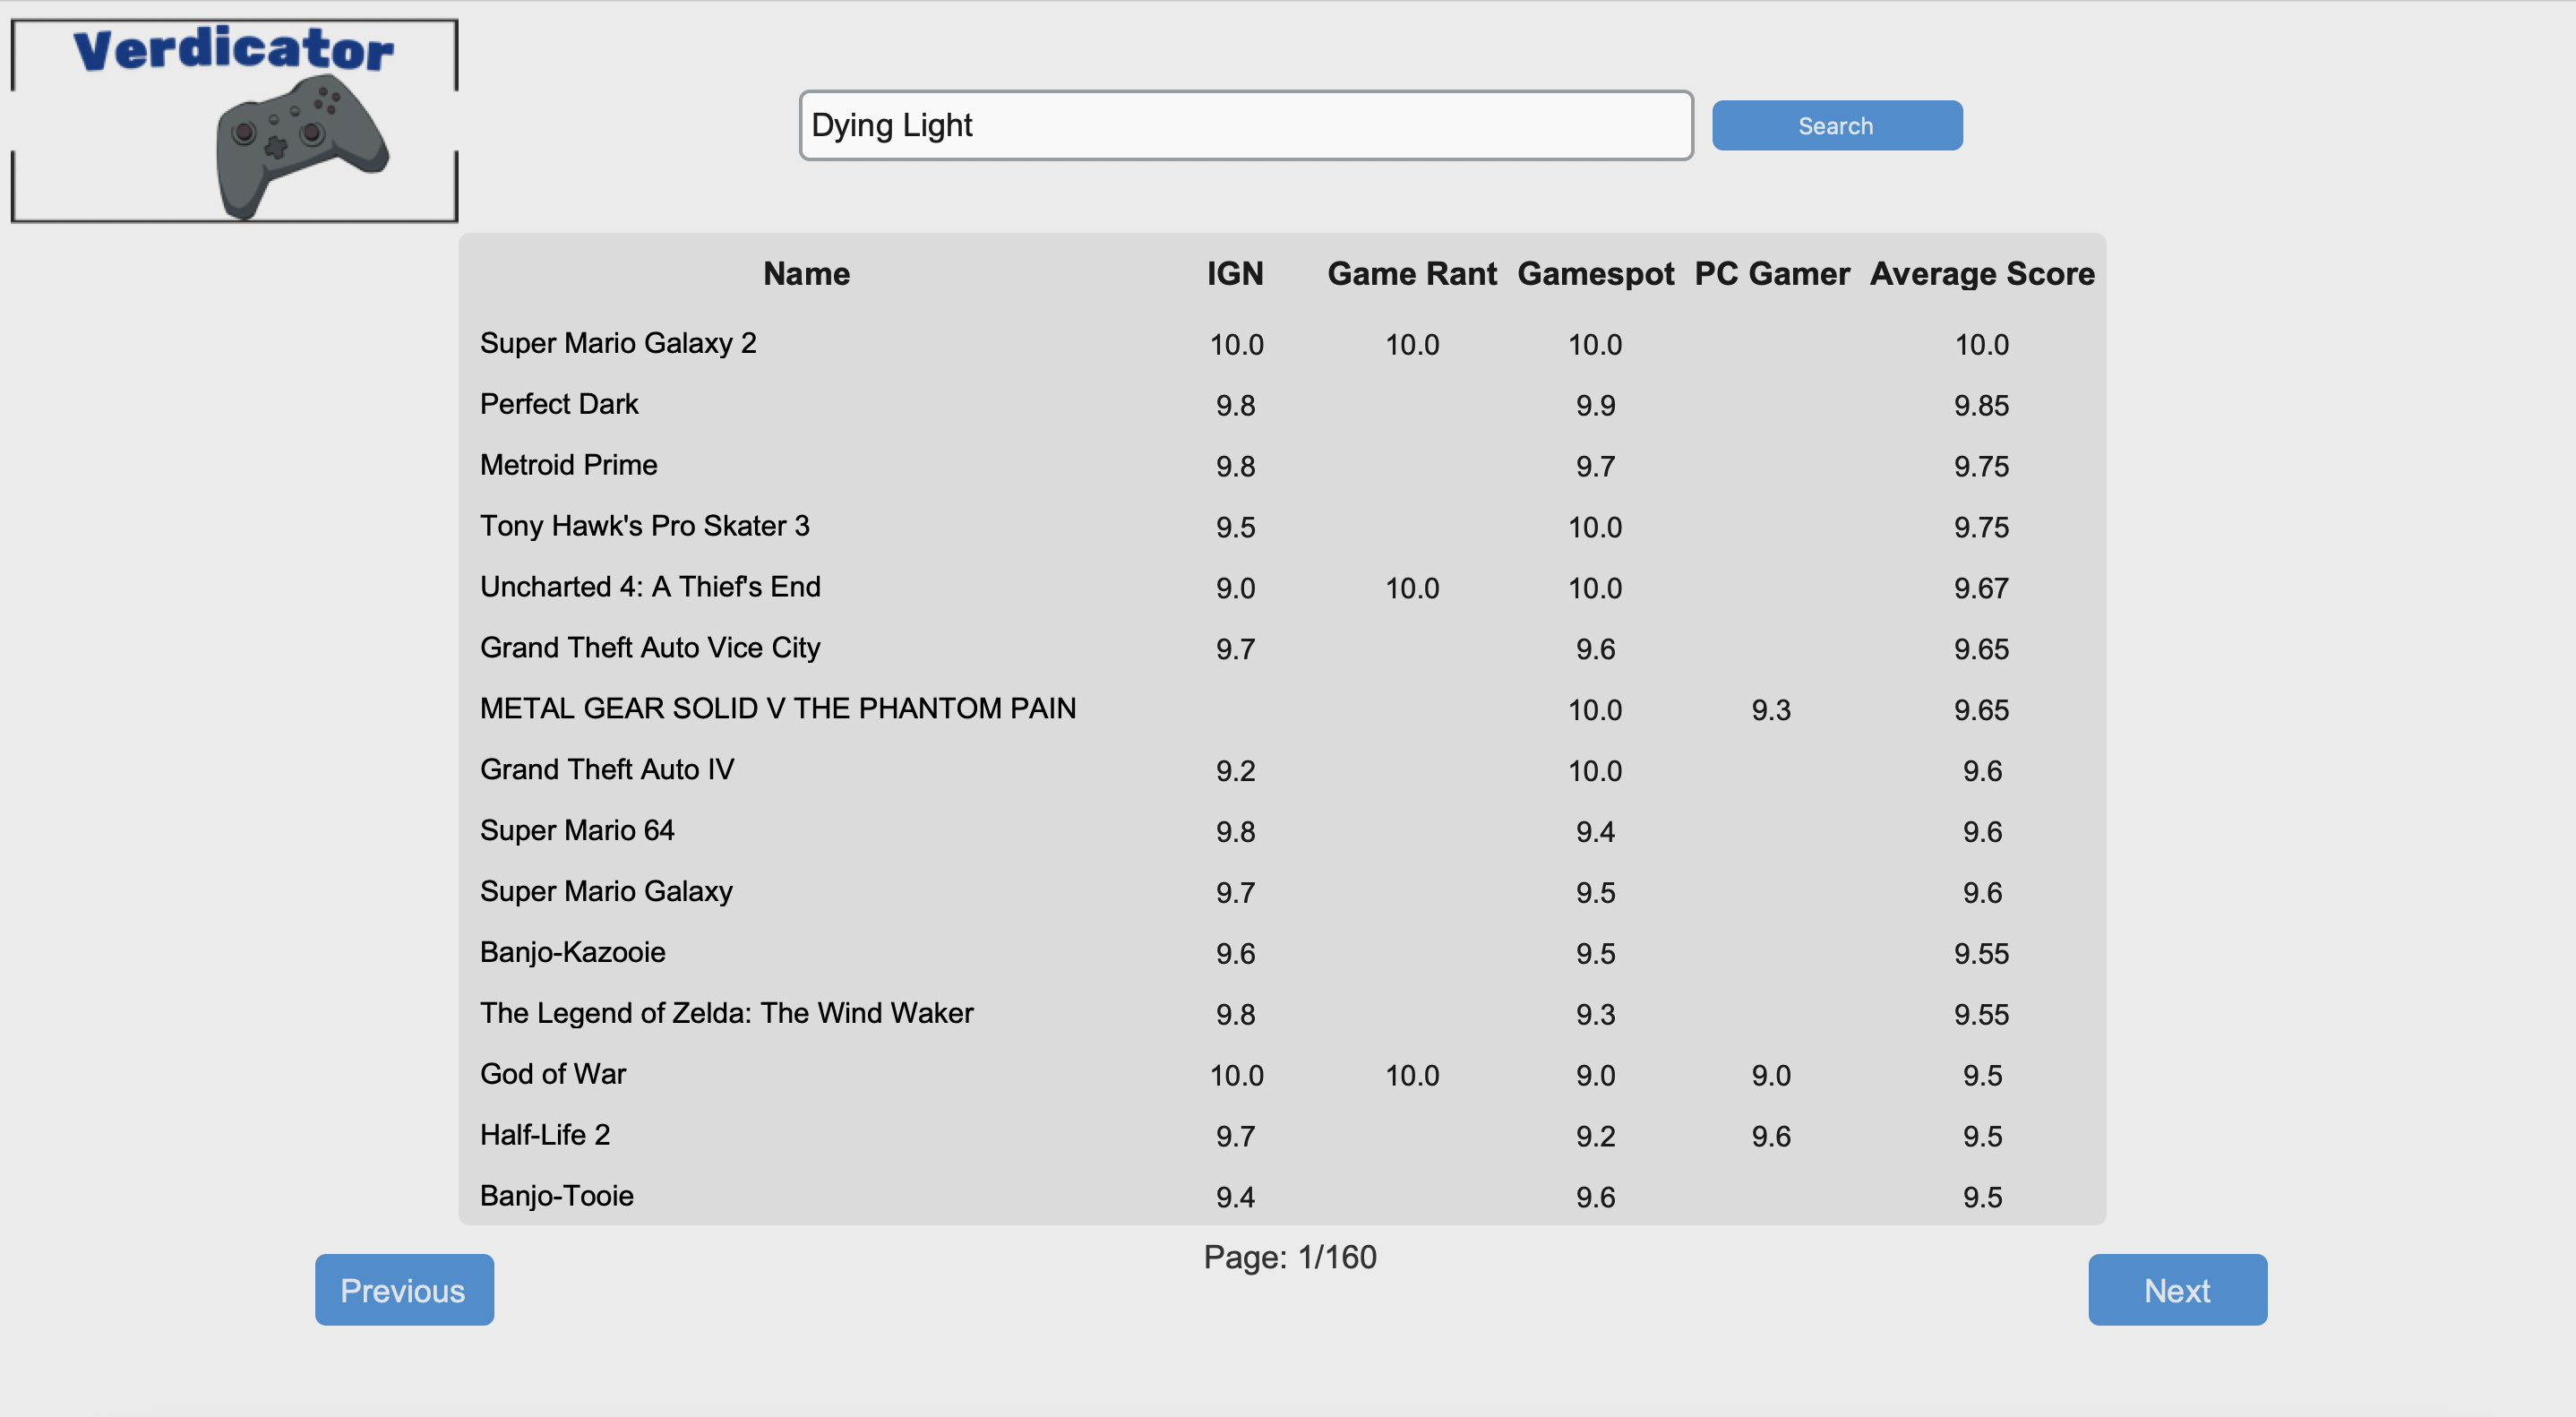 Verdicator
Dying Light Search
Name IGN Game Rant Gamespot PC Gamer Average Score
Super Mario Galaxy 2 10.0 10.0 10.0 10.0
Perfect Dark 9.8 9.9 9.85
Metroid Prime 9.8 9.7 9.75
Tony Hawk's Pro Skater 3 9.5 10.0 9.75
Uncharted 4: A Thief's End 9.0 10.0 10.0 9.67
Grand Theft Auto Vice City 9.7 9.6 9.65
METAL GEAR SOLID V THE PHANTOM PAIN 10.0 9.3 9.65
Grand Theft Auto IV 9.2 10.0 9.6
Super Mario 64 9.8 9.4 9.6
Super Mario Galaxy 9.7 9.5 9.6
Banjo-Kazooie 9.6 9.5 9.55
The Legend of Zelda: The Wind Waker 9.8 9.3 9.55
God of War 10.0 10.0 9.0 9.0 9.5
Half-Life 2 9.7 9.2 9.6 9.5
Banjo-Tooie 9.4 9.6 9.5
Page: 1/160
Previous Next